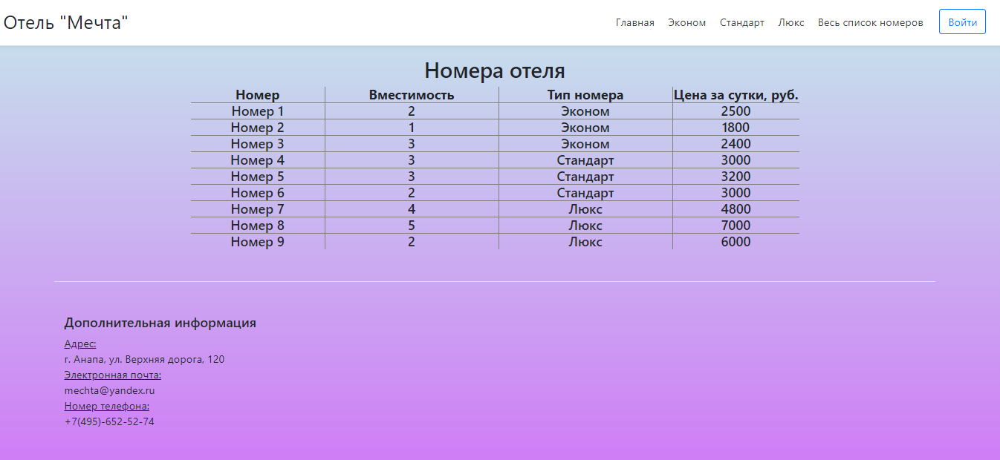 Отель "Мечта" Главная Эконом Стандарт Люкс Весь список номеров Войти
Номера отеля
Номер Вместимость Тип номера Цена за сутки, руб.
Номер 1 2 Эконом 2500
Номер 2 1 Эконом 1800
Номер 3 3 Эконом 2400
Номер 4 3 Стандарт 3000
Номер 5 3 Стандарт 3200
Номер 6 2 Стандарт 3000
Номер 7 4 Люкс 4800
Номер 8 5 Люкс 7000
Номер 9 2 Люкс 6000
Дополнительная информация
Адрес:
г. Анапа, ул. Верхняя дорога, 120
Электронная почта:
mechta@yandex.ru
Номер телефона:
+7(495)-652-52-74